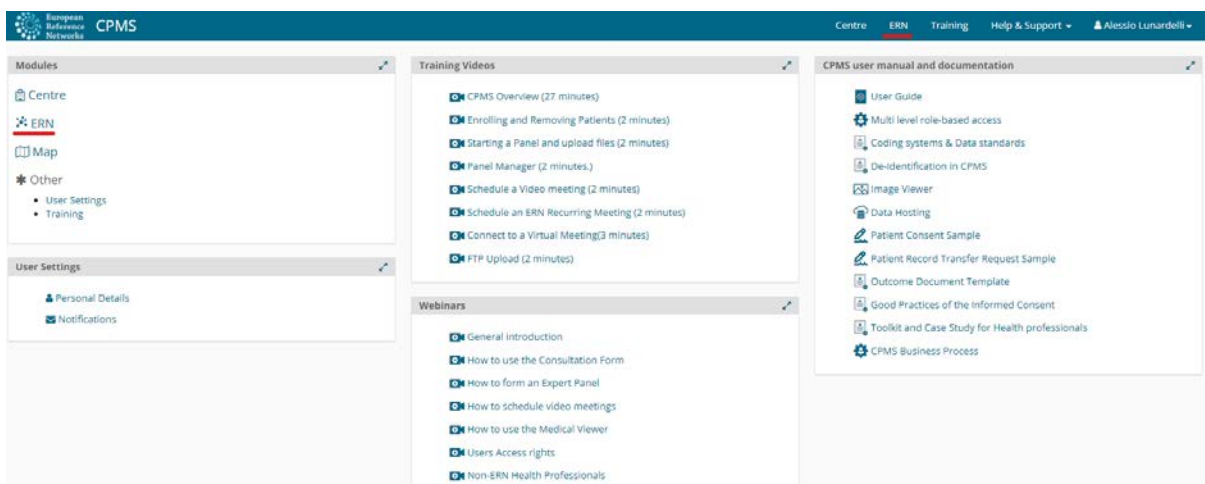 European
Reference
Networks
CPMS
Centre ERN Training Help & Support Alessio Lunardelli
Modules
Centre
ERN
Map
Other
User Settings
Training
User Settings
Personal Details
Notifications
Training Videos
CPMS Overview (27 minutes)
Enrolling and Removing Patients (2 minutes)
Starting a Panel and upload files (2 minutes)
Panel Manager (2 minutes.)
Schedule a Video meeting (2 minutes)
Schedule an ERN Recurring Meeting (2 minutes)
Connect to a Virtual Meeting(3 minutes)
FTP Upload (2 minutes)
Webinars
General introduction
How to use the Consultation Form
How to form an Expert Panel
How to schedule video meetings
How to use the Medical Viewer
Users Access rights
Non-ERN Health Professionals
CPMS user manual and documentation
User Guide
Multi level role-based access
Coding systems & Data standards
De-Identification in CPMS
Image Viewer
Data Hosting
Patient Consent Sample
Patient Record Transfer Request Sample
Outcome Document Template
Good Practices of the Informed Consent
Toolkit and Case Study for Health professionals
CPMS Business Process